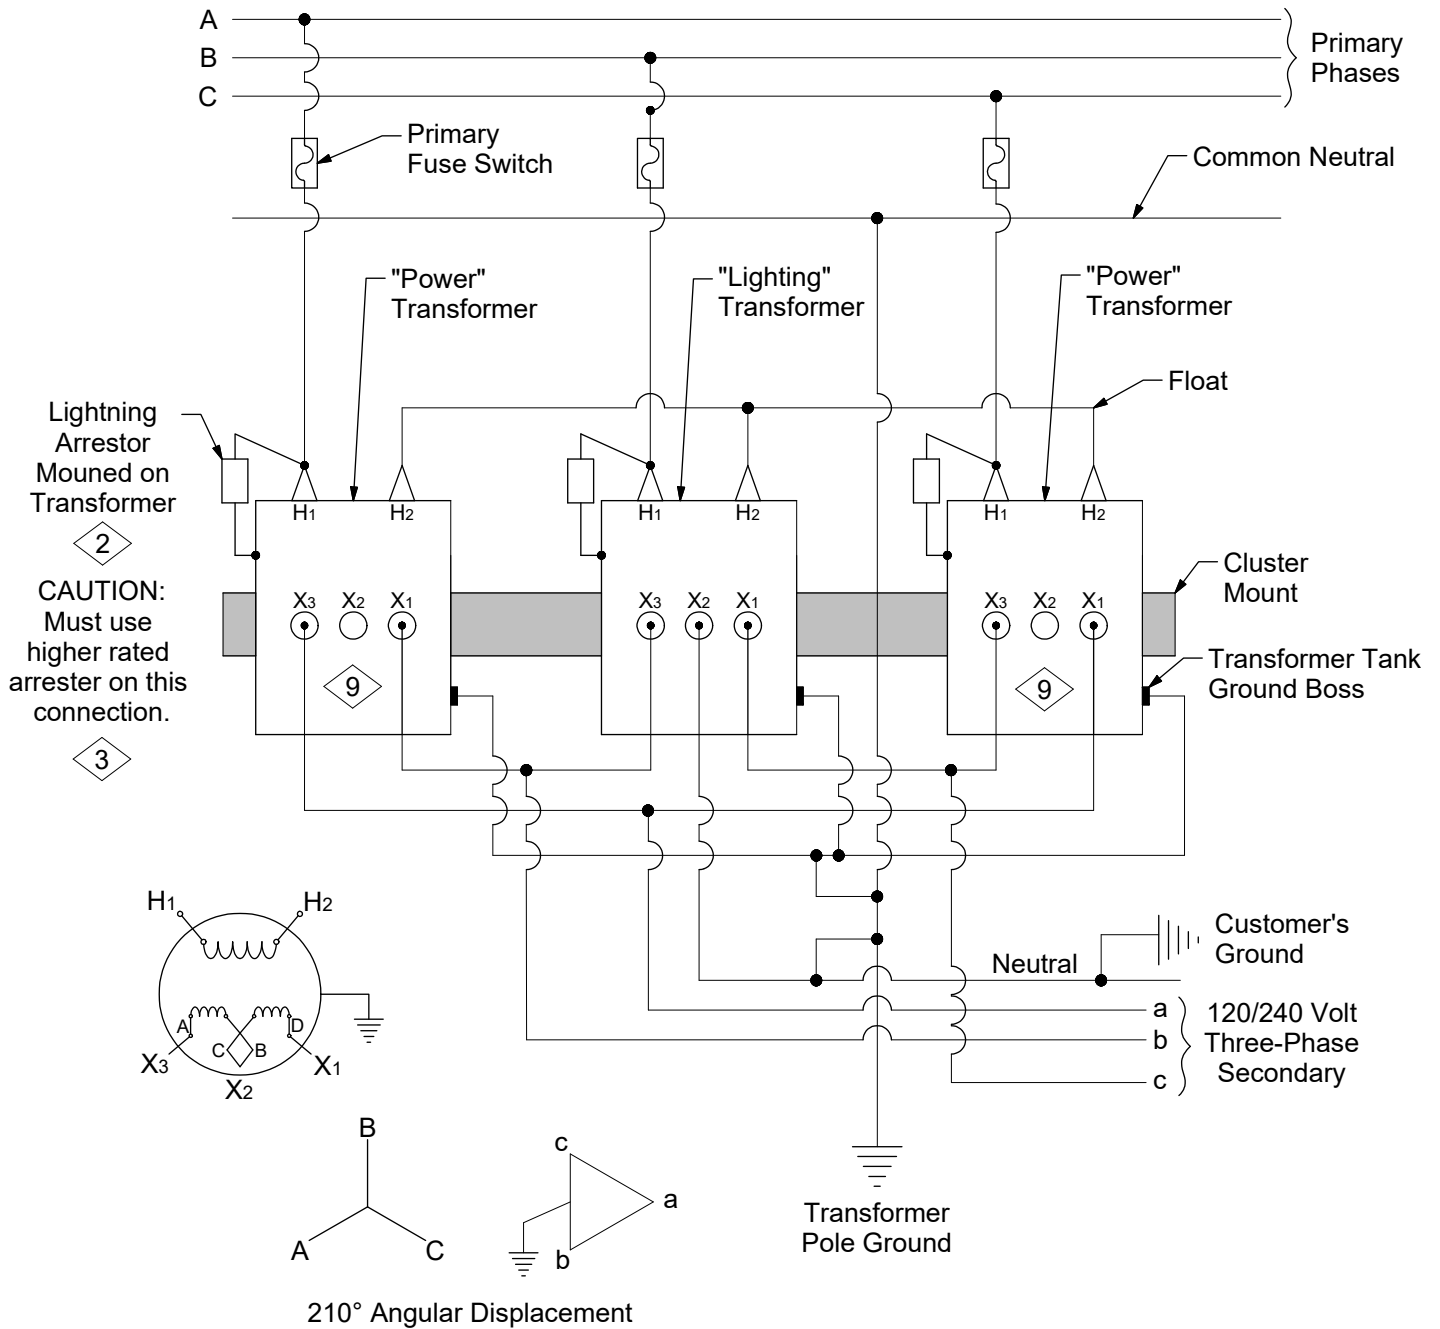 A
B
C
Primary
Phases
Primary
Fuse Switch
Common Neutral
"Power"
Transformer
"Lighting"
Transformer
"Power"
Transformer
Float
Lightning
Arrestor
Mouned on
Transformer
2
CAUTION:
Must use
higher rated
arrester on this
connection.
3
H1 H2
H1 H2
H1 H2
X3 X2 X1
X3 X2 X1
X3 X2 X1
9
9
Cluster
Mount
Transformer Tank
Ground Boss
H1 H2
A D
C B
X3 X1
X2
Customer's
Ground
Neutral
a
b
c
120/240 Volt
Three-Phase
Secondary
Transformer
Pole Ground
B
A C
c
a
b
210° Angular Displacement